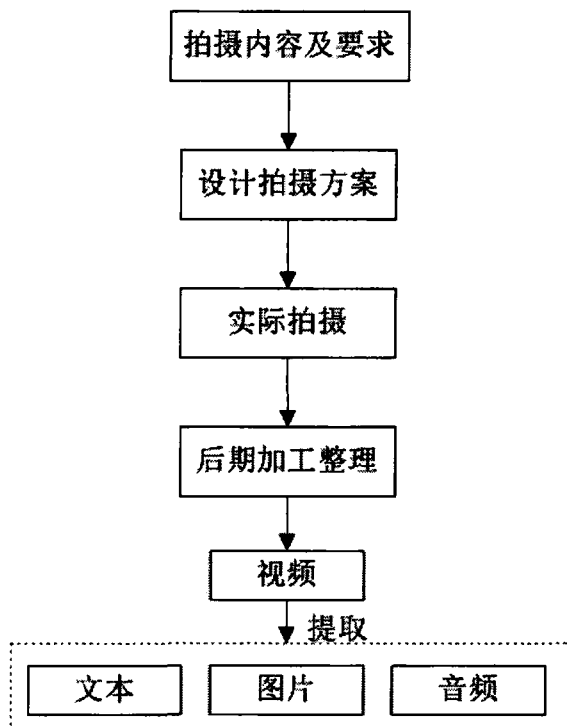 拍摄内容及要求
设计拍摄方案
实际拍摄
后期加工整理
视频
提取
文本 图片 音频